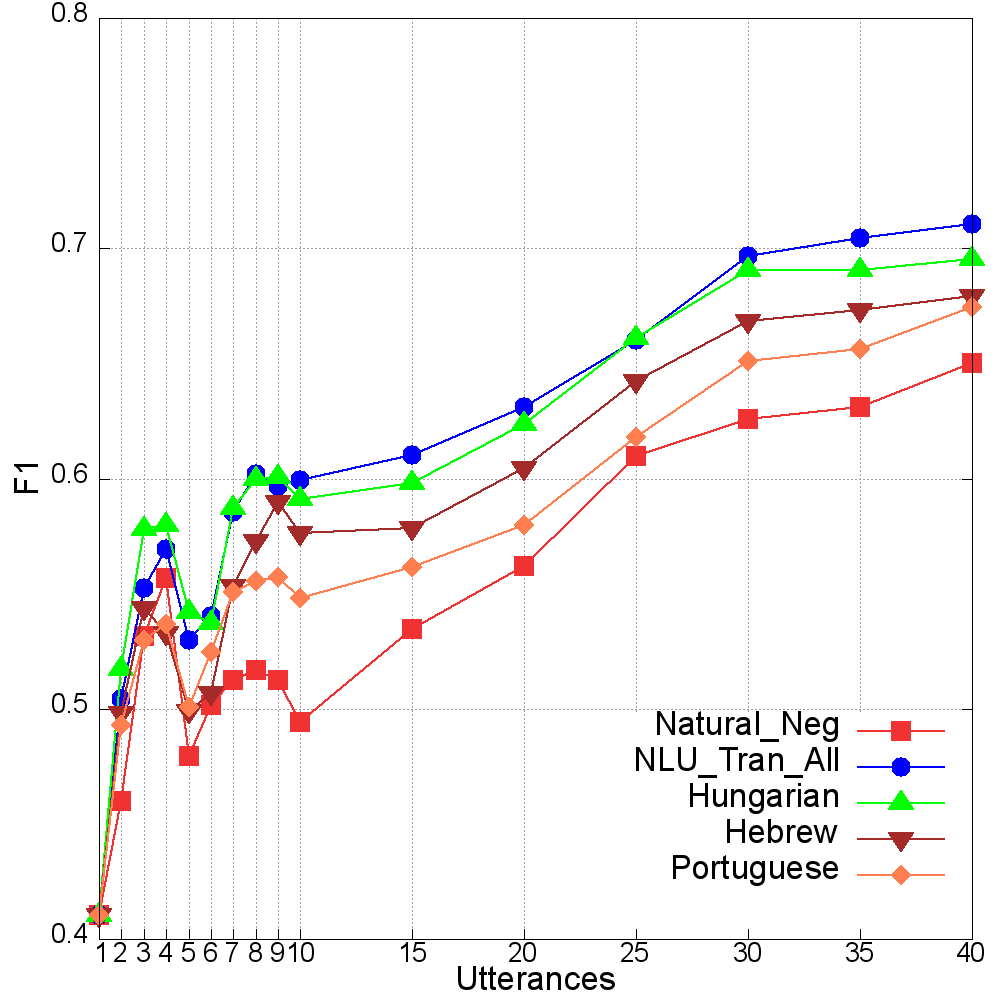 0.8
0.7
0.6
0.5
0.4
F1
1 2 3 4 5 6 7 8 9 10 15 20 25 30 35 40
Utterances
Natural_Neg
NLU_Tran_All
Hungarian
Hebrew
Portuguese